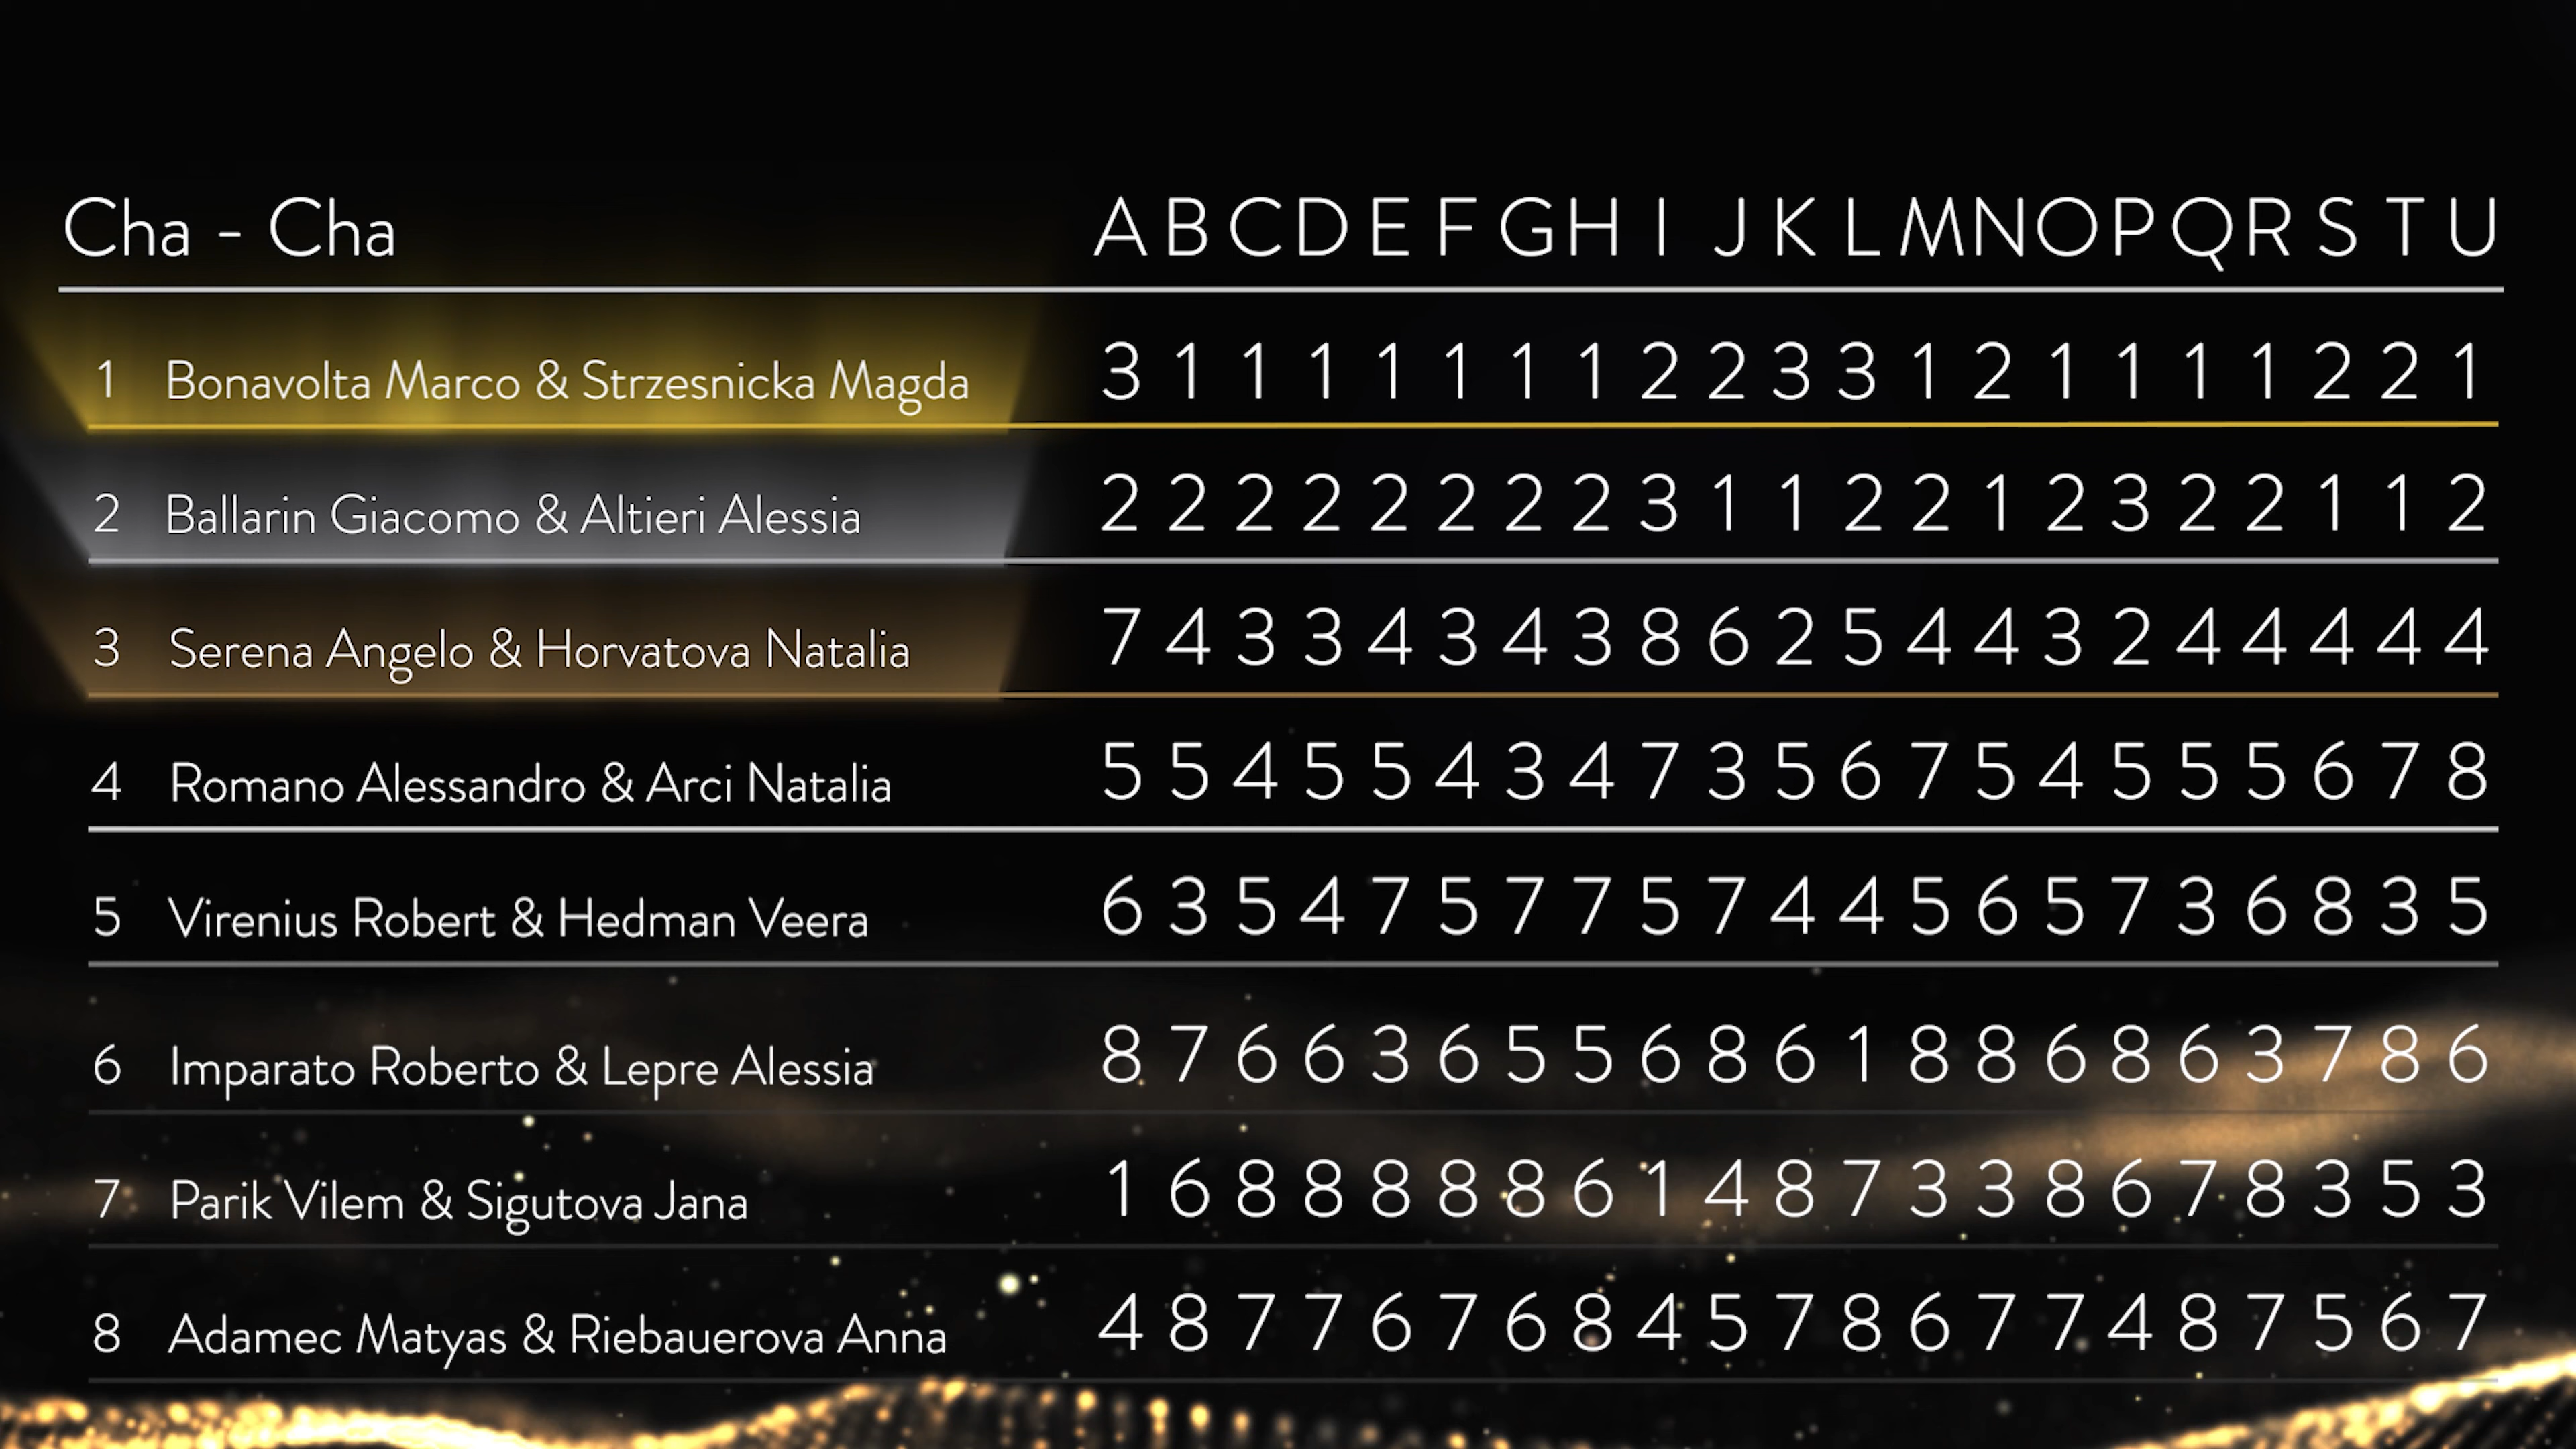 Cha - Cha A B C D E F G H I J K L M N O P Q R S T U
1 Bonavolta Marco & Strzesnicka Magda 3 1 1 1 1 1 1 1 2 2 3 3 1 2 1 1 1 1 2 2 1
2 Ballarin Giacomo & Altieri Alessia 2 2 2 2 2 2 2 2 3 1 1 2 2 1 2 3 2 2 1 1 2
3 Serena Angelo & Horvatova Natalia 7 4 3 3 4 3 4 3 8 6 2 5 4 4 3 2 4 4 4 4 4
4 Romano Alessandro & Arci Natalia 5 5 4 5 5 4 3 4 7 3 5 6 7 5 4 5 5 5 6 7 8
5 Virenius Robert & Hedman Veera 6 3 5 4 7 5 7 7 5 7 4 4 5 6 5 7 3 6 8 3 5
6 Imparato Roberto & Lepre Alessia 8 7 6 6 3 6 5 5 6 8 6 1 8 8 6 8 6 3 7 8 6
7 Parik Vilem & Sigutova Jana 1 6 8 8 8 8 8 6 1 4 8 7 3 3 8 6 7 8 3 5 3
8 Adamec Matyas & Riebauerova Anna 4 8 7 7 6 7 6 8 4 5 7 8 6 7 7 4 8 7 5 6 7